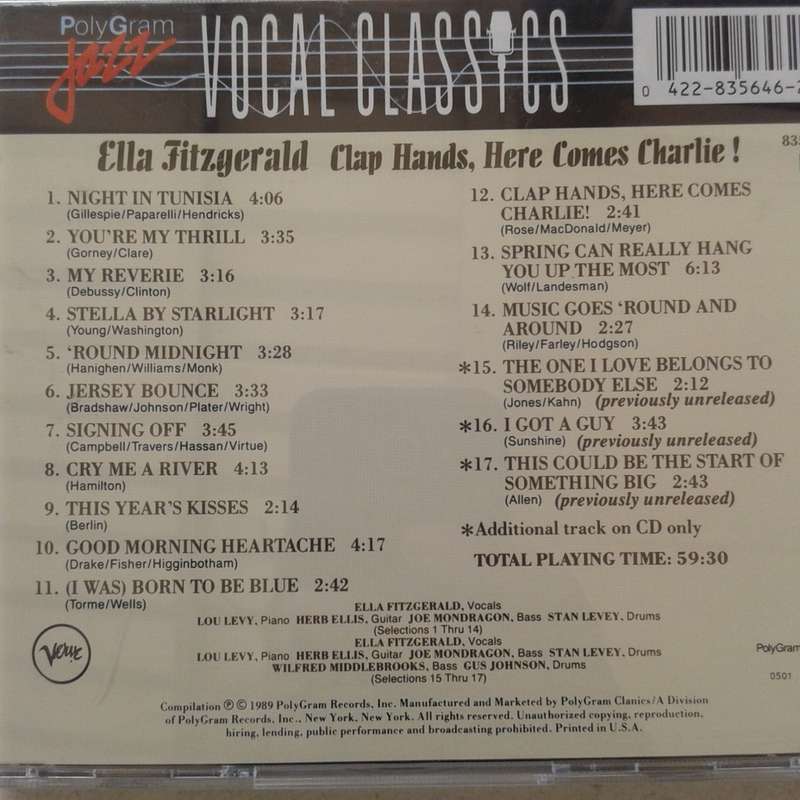 PolyGram
Jazz
VOCAL CLASSICS
0 422-835646-2
Ella Fitzgerald Clap Hands, Here Comes Charlie !
83
1. NIGHT IN TUNISIA 4:06
(Gillespie/Paparelli/Hendricks)
2. YOU'RE MY THRILL 3:35
(Gorney/Clare)
3. MY REVERIE 3:16
(Debussy/Clinton)
4. STELLA BY STARLIGHT 3:17
(Young/Washington)
5. 'ROUND MIDNIGHT 3:28
(Hanighen/Williams/Monk)
6. JERSEY BOUNCE 3:33
(Bradshaw/Johnson/Plater/Wright)
7. SIGNING OFF 3:45
(Campbell/Travers/Hassan/Virtue)
8. CRY ME A RIVER 4:13
(Hamilton)
9. THIS YEAR'S KISSES 2:14
(Berlin)
10. GOOD MORNING HEARTACHE 4:17
(Drake/Fisher/Higginbotham)
11. (I WAS) BORN TO BE BLUE 2:42
(Torme/Wells)
12. CLAP HANDS, HERE COMES
CHARLIE! 2:41
(Rose/MacDonald/Meyer)
13. SPRING CAN REALLY HANG
YOU UP THE MOST 6:13
(Wolf/Landesman)
14. MUSIC GOES 'ROUND AND
AROUND 2:27
(Riley/Farley/Hodgson)
*15. THE ONE I LOVE BELONGS TO
SOMEBODY ELSE 2:12
(Jones/Kahn) (previously unreleased)
*16. I GOT A GUY 3:43
(Sunshine) (previously unreleased)
*17. THIS COULD BE THE START OF
SOMETHING BIG 2:43
(Allen) (previously unreleased)
*Additional track on CD only
TOTAL PLAYING TIME: 59:30
ELLA FITZGERALD, Vocals
LOU LEVY, Piano HERB ELLIS, Guitar JOE MONDRAGON, Bass STAN LEVEY, Drums
(Selections 1 Thru 14)
ELLA FITZGERALD, Vocals
LOU LEVY, Piano HERB ELLIS, Guitar JOE MONDRAGON, Bass STAN LEVEY, Drums
WILFRED MIDDLEBROOKS, Bass GUS JOHNSON, Drums
(Selections 15 Thru 17)
Verve
PolyGram
0501
Compilation ℗ © 1989 PolyGram Records, Inc. Manufactured and Marketed by PolyGram Classics/A Division
of PolyGram Records, Inc., New York, New York. All rights reserved. Unauthorized copying, reproduction,
hiring, lending, public performance and broadcasting prohibited. Printed in U.S.A.